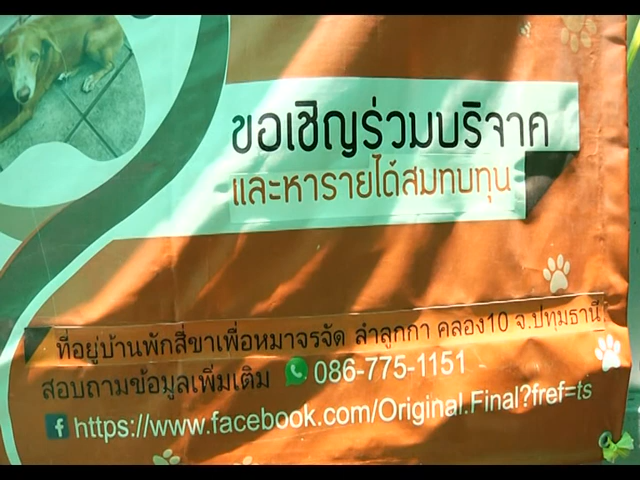 ขอเชิญร่วมบริจาค
และหารายได้สมทบทุน
ที่อยู่บ้านพักสี่ขาเพื่อหมาจรจัด ลำลูกกา คลอง10 จ.ปทุมธานี
สอบถามข้อมูลเพิ่มเติม 086-775-1151
https://www.facebook.com/Original.Final?fref=ts